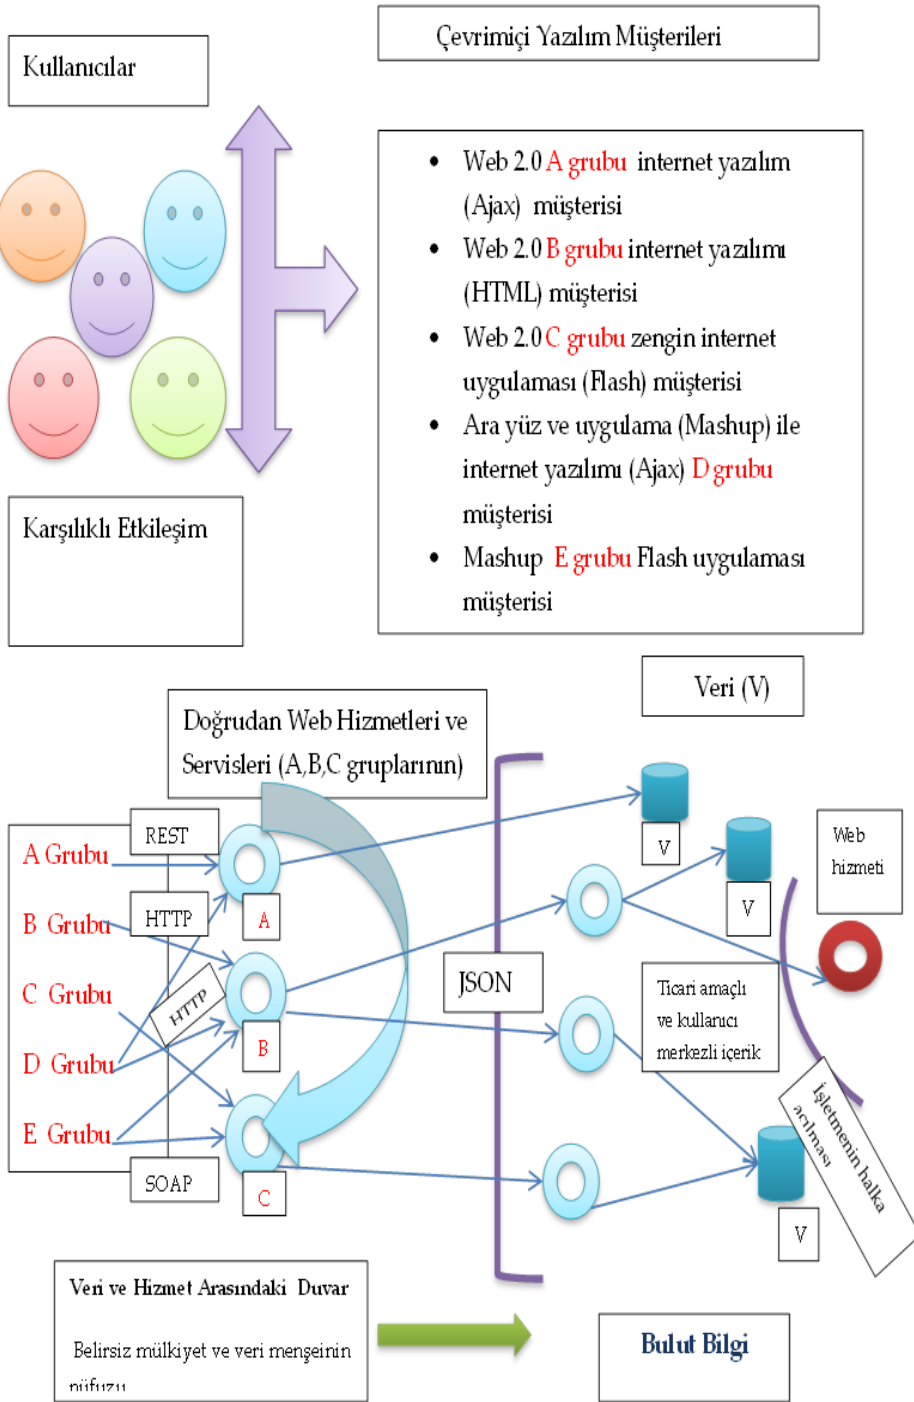 Kullanıcılar
Çevrimiçi Yazılım Müşterileri
• Web 2.0 A grubu internet yazılım
(Ajax) müşterisi
• Web 2.0 B grubu internet yazılımı
(HTML) müşterisi
• Web 2.0 C grubu zengin internet
uygulaması (Flash) müşterisi
• Ara yüz ve uygulama (Mashup) ile
internet yazılımı (Ajax) D grubu
müşterisi
• Mashup E grubu Flash uygulaması
müşterisi
Karşılıklı Etkileşim
Veri (V)
Doğrudan Web Hizmetleri ve
Servisleri (A,B,C gruplarının)
A Grubu
B Grubu
C Grubu
D Grubu
E Grubu
REST
HTTP
HTTP
SOAP
A
B
C
JSON
V
V
V
Web
hizmeti
Ticari amaçlı
ve kullanıcı
merkezli içerik
İşletmenin halka
açılması
Veri ve Hizmet Arasındaki Duvar
Belirsiz mülkiyet ve veri menşeinin
nüfuzu
Bulut Bilgi